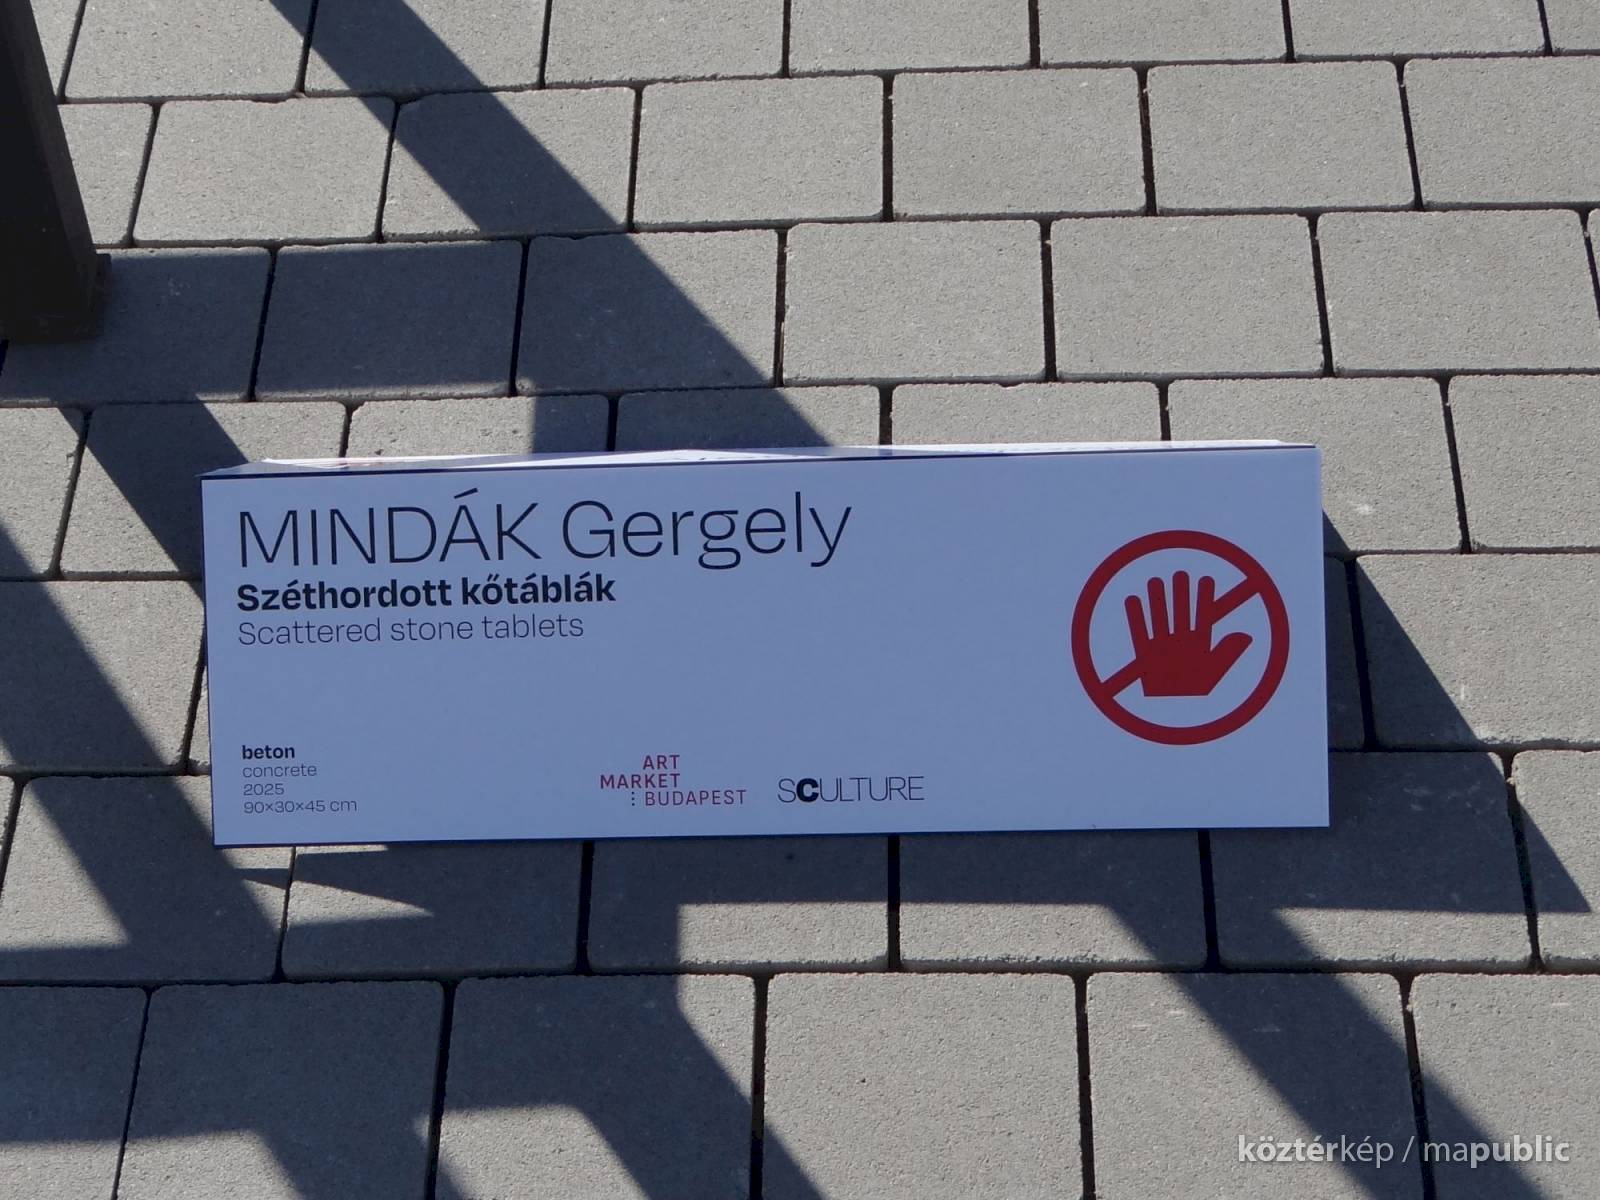 MINDÁK Gergely
Széthordott kőtáblák
Scattered stone tablets
beton
concrete
2025
90×30×45 cm
ART
MARKET
BUDAPEST
SCULTURE
köztérkép / mapublic